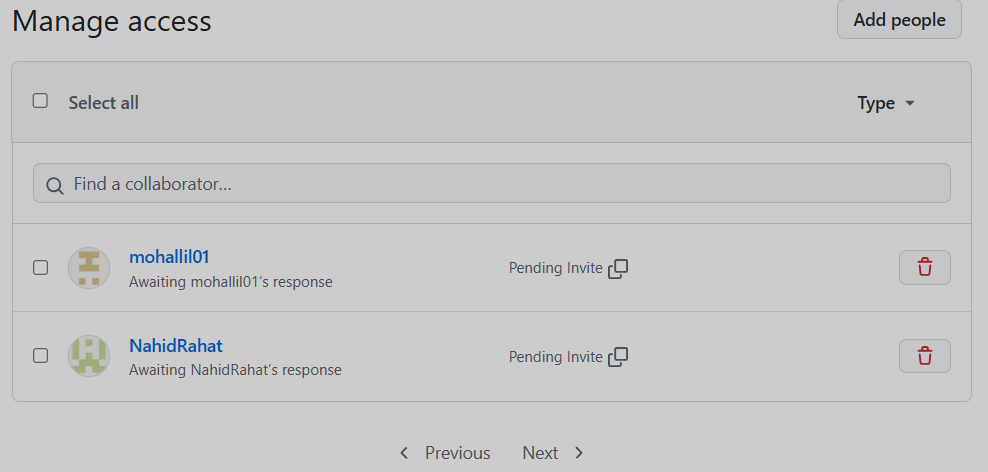 Manage access
Add people
Select all
Type
Find a collaborator...
mohallil01
Awaiting mohallil01's response
Pending Invite
NahidRahat
Awaiting NahidRahat's response
Pending Invite
Previous Next